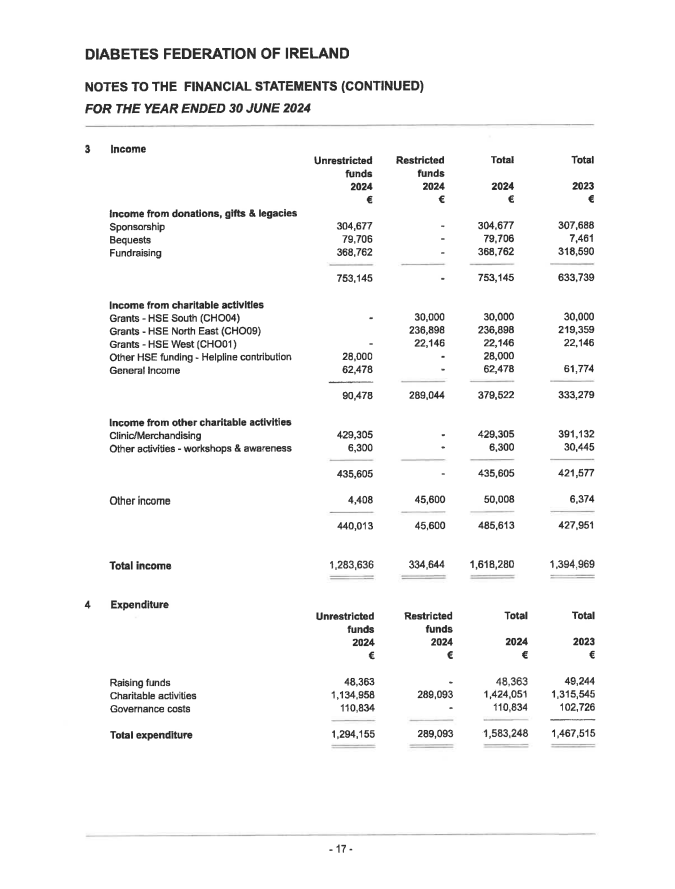 DIABETES FEDERATION OF IRELAND
NOTES TO THE FINANCIAL STATEMENTS (CONTINUED)
FOR THE YEAR ENDED 30 JUNE 2024
3 Income
Unrestricted Restricted Total Total
funds funds
2024 2024 2024 2023
€ € € €
Income from donations, gifts & legacies
Sponsorship 304,677 - 304,677 307,688
Bequests 79,706 - 79,706 7,461
Fundraising 368,762 - 368,762 318,590
753,145 - 753,145 633,739
Income from charitable activities
Grants - HSE South (CHO04) - 30,000 30,000 30,000
Grants - HSE North East (CHO09) 236,898 236,898 219,359
Grants - HSE West (CHO01) - 22,146 22,146 22,146
Other HSE funding - Helpline contribution 28,000 - 28,000
General Income 62,478 - 62,478 61,774
90,478 289,044 379,522 333,279
Income from other charitable activities
Clinic/Merchandising 429,305 - 429,305 391,132
Other activities - workshops & awareness 6,300 - 6,300 30,445
435,605 - 435,605 421,577
Other income 4,408 45,600 50,008 6,374
440,013 45,600 485,613 427,951
Total income 1,283,636 334,644 1,618,280 1,394,969
4 Expenditure
Unrestricted Restricted Total Total
funds funds
2024 2024 2024 2023
€ € € €
Raising funds 48,363 - 48,363 49,244
Charitable activities 1,134,958 289,093 1,424,051 1,315,545
Governance costs 110,834 - 110,834 102,726
Total expenditure 1,294,155 289,093 1,583,248 1,467,515
- 17 -